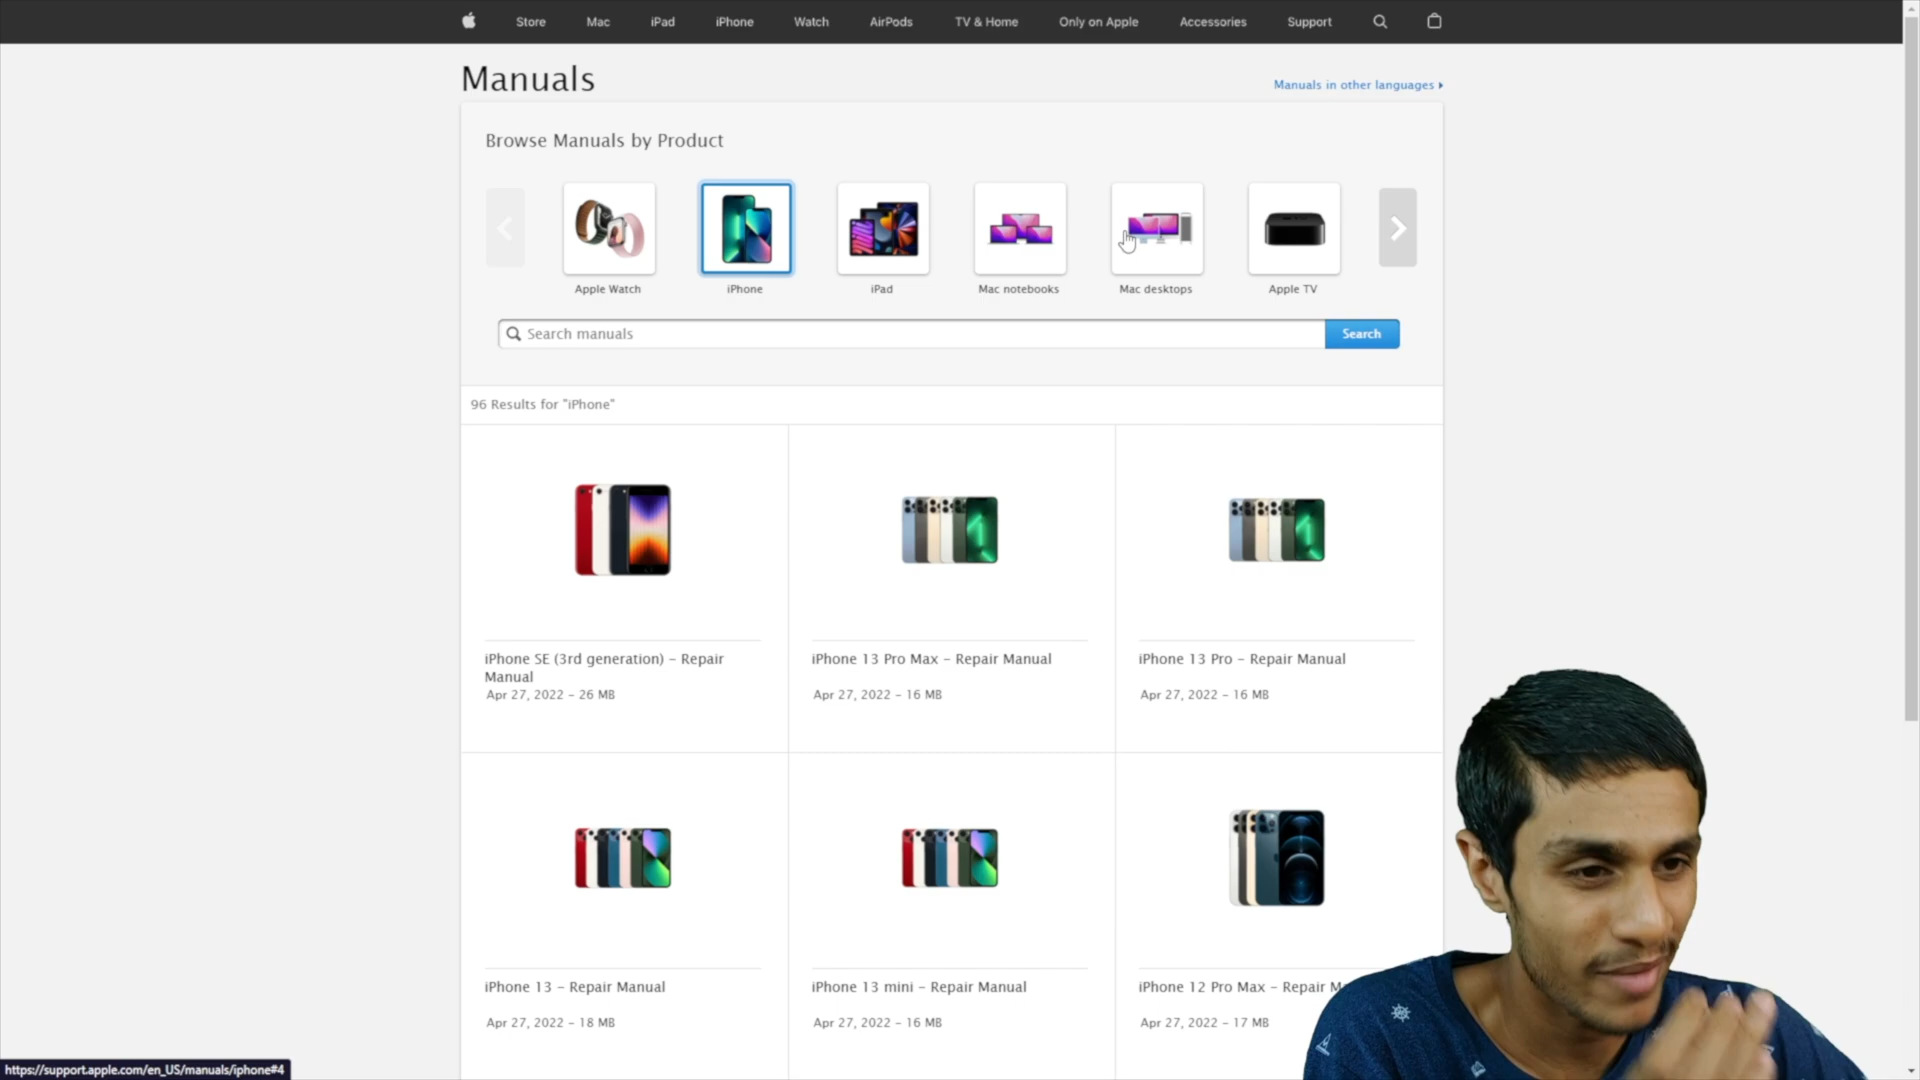 Store Mac iPad iPhone Watch AirPods TV & Home Only on Apple Accessories Support
Manuals
Manuals in other languages
Browse Manuals by Product
Apple Watch iPhone iPad Mac notebooks Mac desktops Apple TV
Search manuals Search
96 Results for "iPhone"
iPhone SE (3rd generation) – Repair
Manual
Apr 27, 2022 – 26 MB
iPhone 13 Pro Max – Repair Manual
Apr 27, 2022 – 16 MB
iPhone 13 Pro – Repair Manual
Apr 27, 2022 – 16 MB
iPhone 13 – Repair Manual
Apr 27, 2022 – 18 MB
iPhone 13 mini – Repair Manual
Apr 27, 2022 – 16 MB
iPhone 12 Pro Max – Repair M
Apr 27, 2022 – 17 MB
https://support.apple.com/en_US/manuals/iphone#4